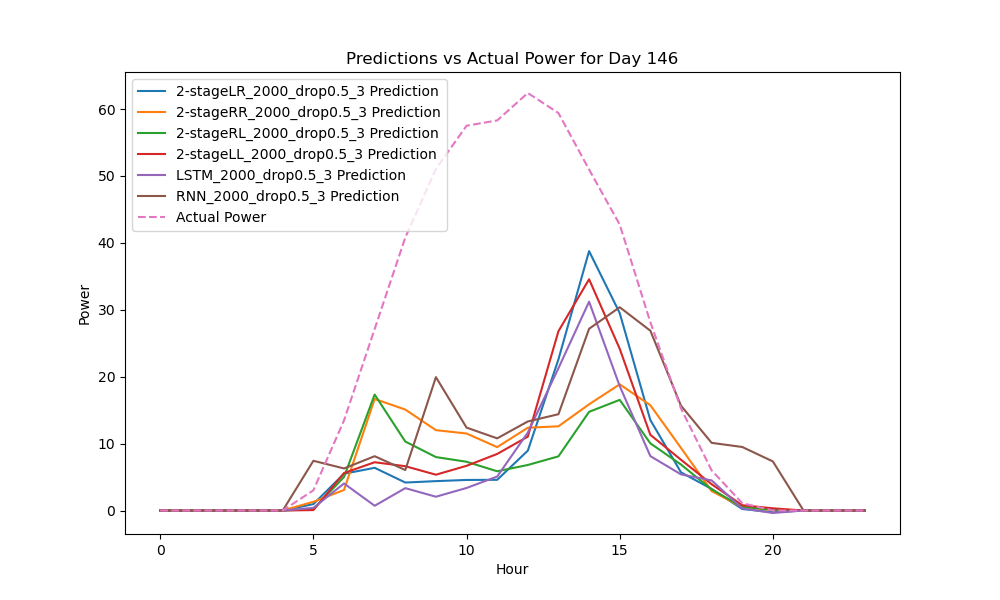 Predictions vs Actual Power for Day 146
2-stageLR_2000_drop0.5_3 Prediction
2-stageRR_2000_drop0.5_3 Prediction
2-stageRL_2000_drop0.5_3 Prediction
2-stageLL_2000_drop0.5_3 Prediction
LSTM_2000_drop0.5_3 Prediction
RNN_2000_drop0.5_3 Prediction
Actual Power
60
50
40
30
20
10
0
Power
0 5 10 15 20
Hour